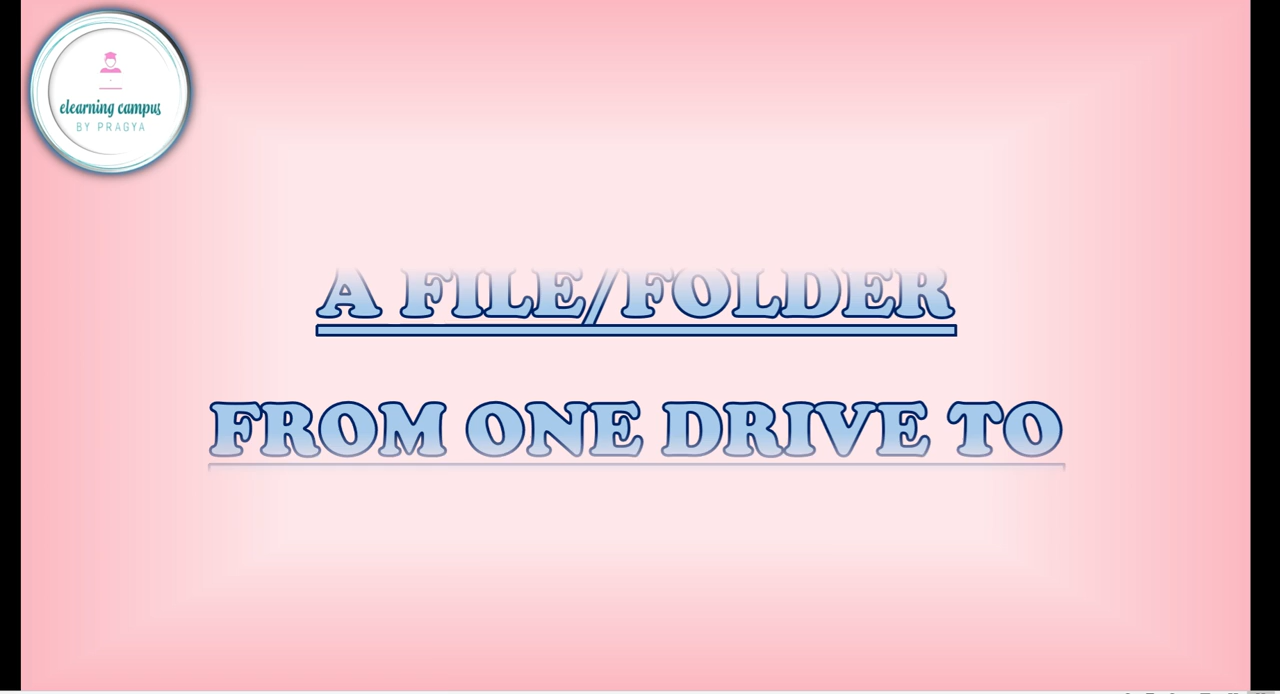 elearning campus
BY PRAGYA
A FILE/FOLDER
FROM ONE DRIVE TO